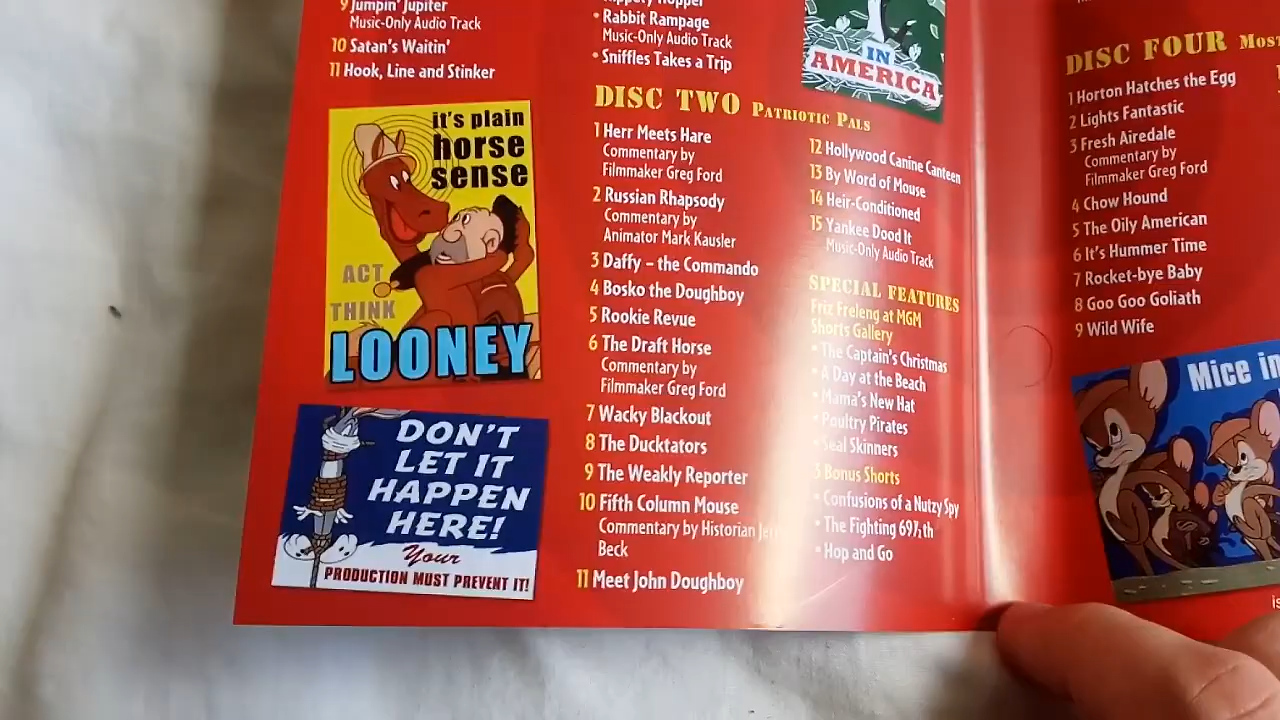 9 Jumpin' Jupiter
Music-Only Audio Track
10 Satan's Waitin'
11 Hook, Line and Stinker
it's plain
horse
sense
ACT
THINK
LOONEY
DON'T
LET IT
HAPPEN
HERE!
Your
PRODUCTION MUST PREVENT IT!
• Rabbit Rampage
Music-Only Audio Track
• Sniffles Takes a Trip
IN
AMERICA
DISC TWO PATRIOTIC PALS
1 Herr Meets Hare
Commentary by
Filmmaker Greg Ford
2 Russian Rhapsody
Commentary by
Animator Mark Kausler
3 Daffy – the Commando
4 Bosko the Doughboy
5 Rookie Revue
6 The Draft Horse
Commentary by
Filmmaker Greg Ford
7 Wacky Blackout
8 The Ducktators
9 The Weakly Reporter
10 Fifth Column Mouse
Commentary by Historian
Beck
11 Meet John Doughboy
12 Hollywood Canine Canteen
13 By Word of Mouse
14 Heir-Conditioned
15 Yankee Dood It
Music-Only Audio Track
SPECIAL FEATURES
Friz Freleng at MGM
Shorts Gallery
• The Captain's Christmas
• A Day at the Beach
• Mama's New Hat
• Poultry Pirates
• Seal Skinners
3 Bonus Shorts
• Confusions of a Nutzy Spy
• The Fighting 69½th
• Hop and Go
DISC FOUR
1 Horton Hatches the Egg
2 Lights Fantastic
3 Fresh Airedale
Commentary by
Filmmaker Greg Ford
4 Chow Hound
5 The Oily American
6 It's Hummer Time
7 Rocket-bye Baby
8 Goo Goo Goliath
9 Wild Wife
Mice in